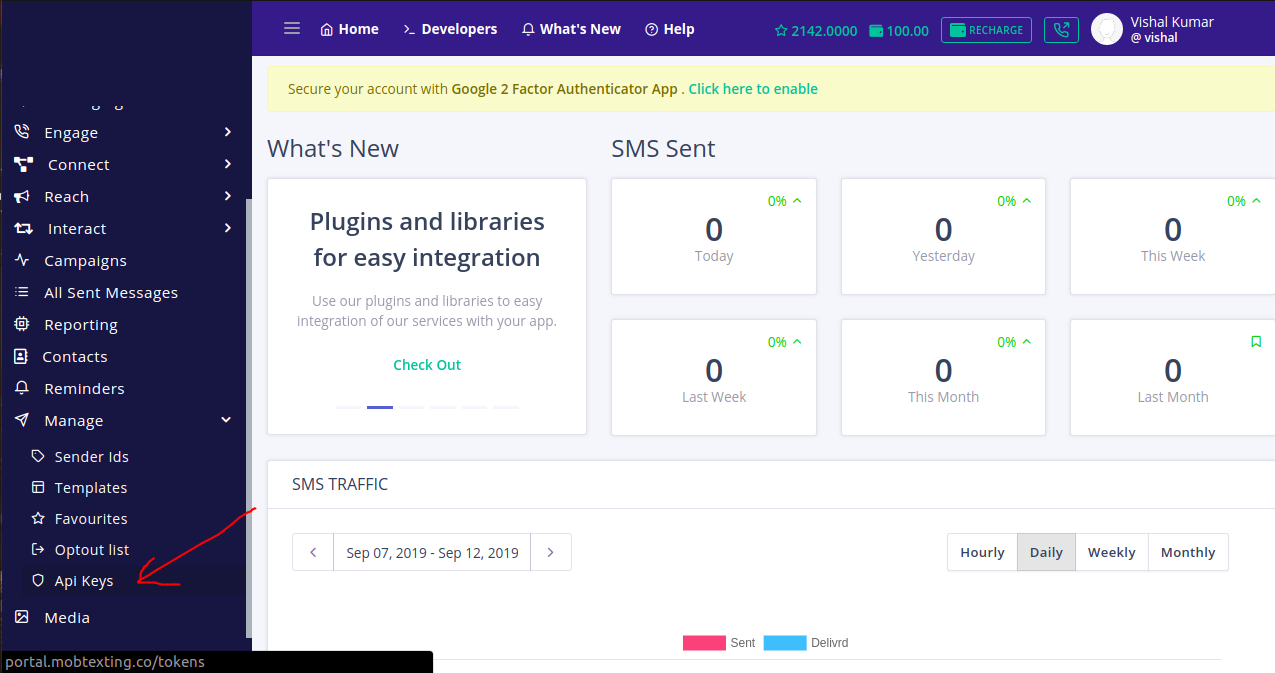 Home
Developers
What's New
Help
2142.0000
100.00
RECHARGE
Vishal Kumar
@ vishal
Engage
Connect
Reach
Interact
Campaigns
All Sent Messages
Reporting
Contacts
Reminders
Manage
Sender Ids
Templates
Favourites
Optout list
Api Keys
Media
portal.mobtexting.co/tokens
Secure your account with Google 2 Factor Authenticator App . Click here to enable
What's New
Plugins and libraries
for easy integration
Use our plugins and libraries to easy
integration of our services with your app.
Check Out
SMS Sent
0%
0
Today
0%
0
Yesterday
0%
0
This Week
0%
0
Last Week
0%
0
This Month
0
Last Month
SMS TRAFFIC
Sep 07, 2019 - Sep 12, 2019
Hourly
Daily
Weekly
Monthly
Sent
Delivrd